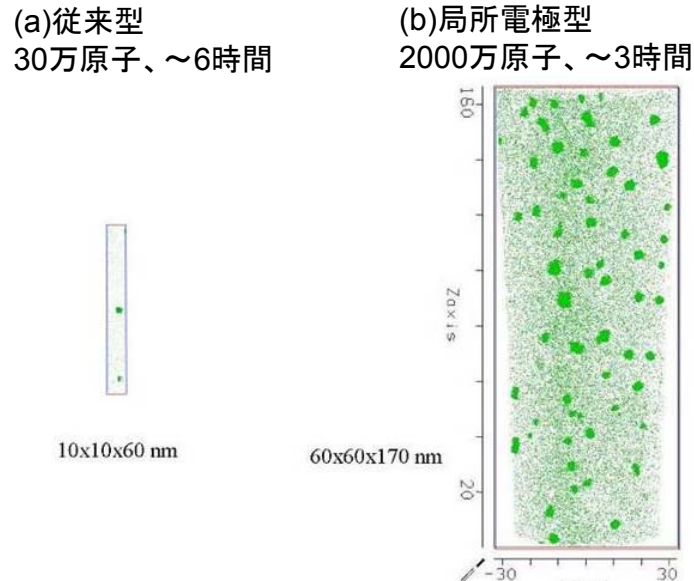 (a)従来型
30万原子、～6時間
(b)局所電極型
2000万原子、～3時間
160
Z axis
20
-30
30
10x10x60 nm
60x60x170 nm